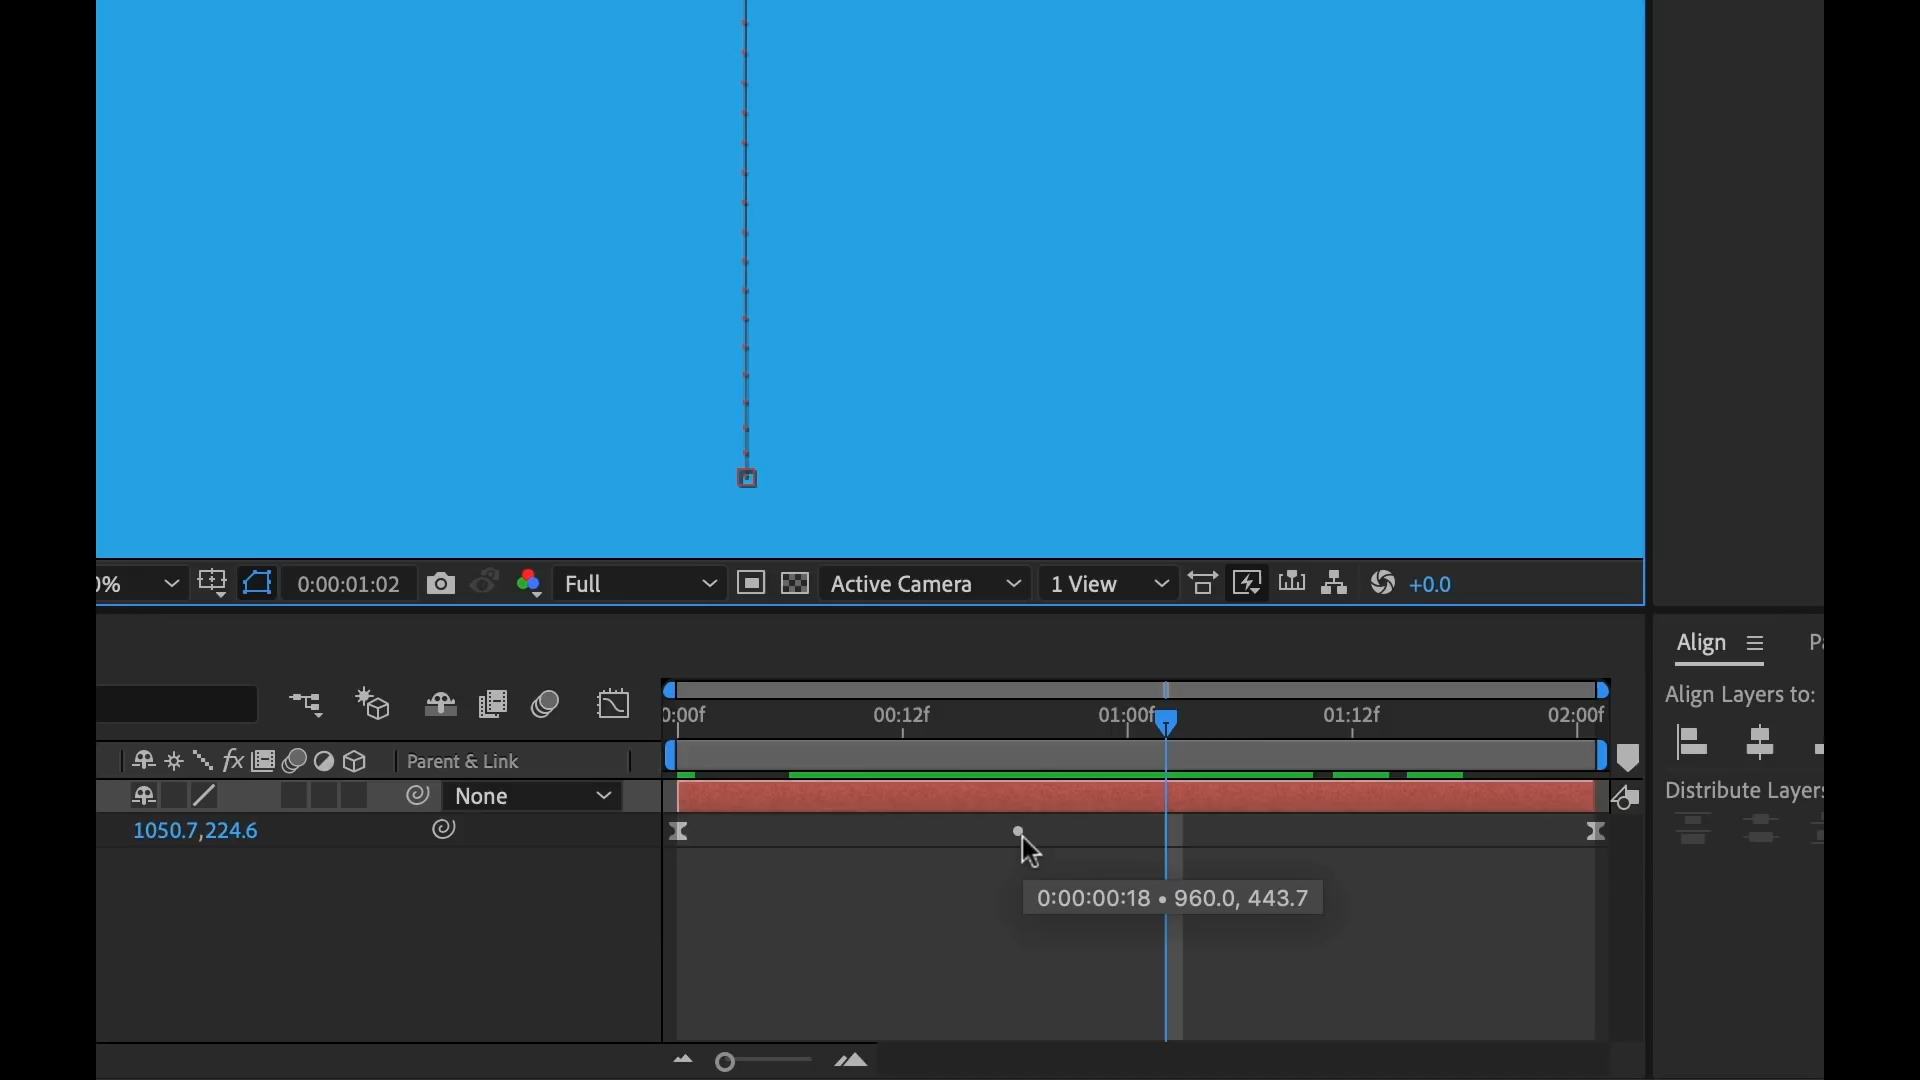 0%
0:00:01:02
Full
Active Camera
1 View
+0.0
Align
Align Layers to:
0:00f
00:12f
01:00f
01:12f
02:00f
fx
Parent & Link
Distribute Layers
None
1050.7,224.6
0:00:00:18 • 960.0, 443.7